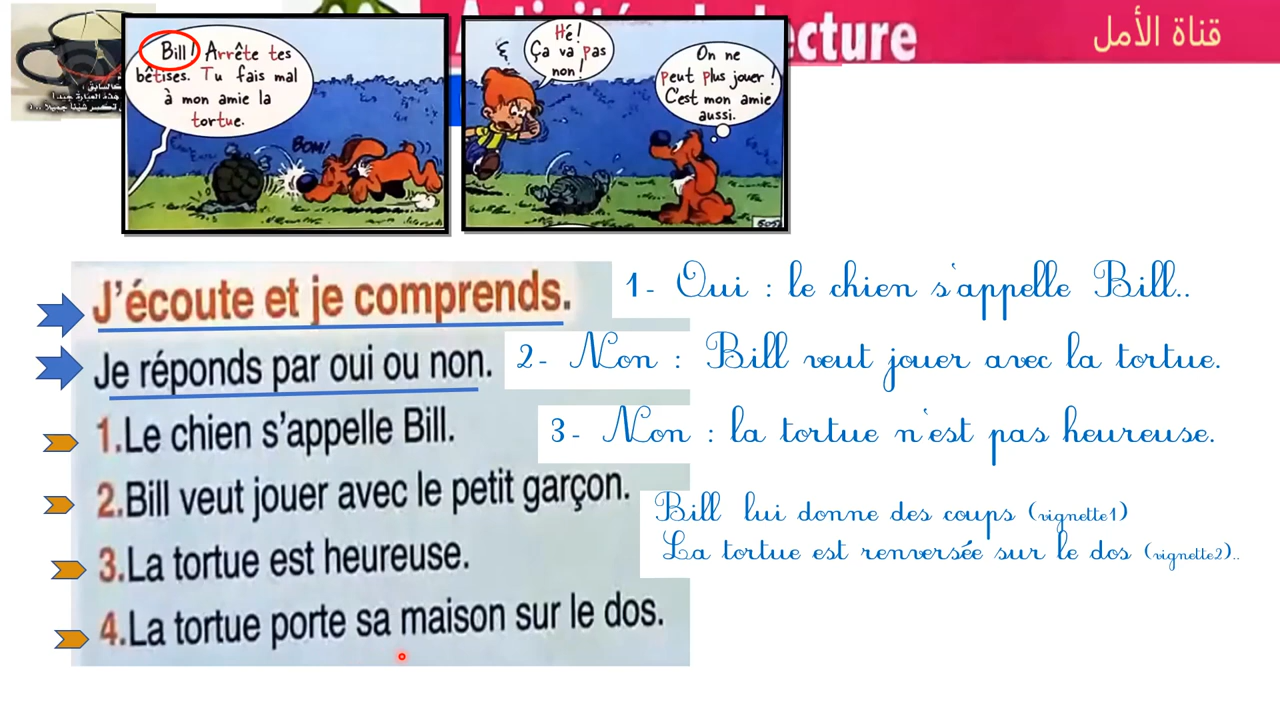 Activités de lecture
قناة الأمل
Bill! Arrête tes
bêtises. Tu fais mal
à mon amie la
tortue.
BOM!
Hé!
Ça va pas
non!
On ne
peut plus jouer!
C'est mon amie
aussi.
J'écoute et je comprends.
Je réponds par oui ou non.
1.Le chien s'appelle Bill.
2.Bill veut jouer avec le petit garçon.
3.La tortue est heureuse.
4.La tortue porte sa maison sur le dos.
1- Oui : le chien s'appelle Bill..
2- Non : Bill veut jouer avec la tortue.
3- Non : la tortue n'est pas heureuse.
Bill lui donne des coups (vignette1)
La tortue est renversée sur le dos (vignette2)..